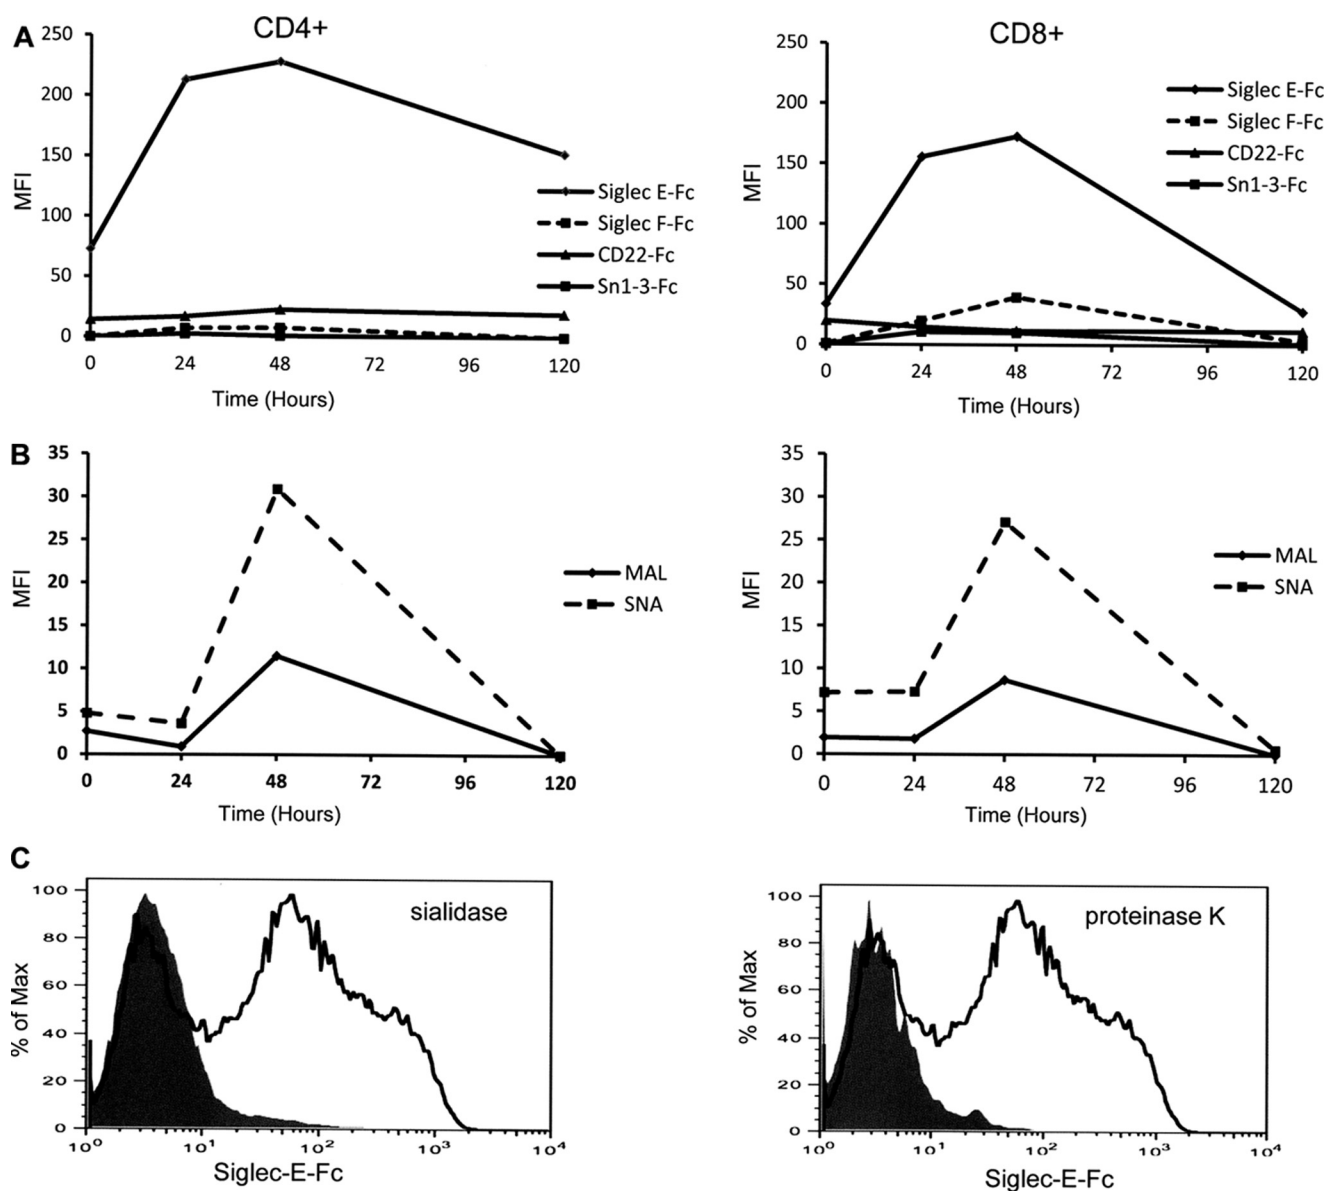 A CD4+ CD8+
250 250
200 200
150 150
100 100
50 50
0 0
MFI MFI
Siglec E-Fc Siglec E-Fc
Siglec F-Fc Siglec F-Fc
CD22-Fc CD22-Fc
Sn1-3-Fc Sn1-3-Fc
0 24 48 72 96 120 0 24 48 72 96 120
Time (Hours) Time (Hours)
B
35 35
30 30
25 25
20 20
15 15
10 10
5 5
0 0
MFI MFI
MAL MAL
SNA SNA
0 24 48 72 96 120 0 24 48 72 96 120
Time (Hours) Time (Hours)
C
sialidase proteinase K
100 100
80 80
60 60
40 40
20 20
0 0
% of Max % of Max
10⁰ 10¹ 10² 10³ 10⁴ 10⁰ 10¹ 10² 10³ 10⁴
Siglec-E-Fc Siglec-E-Fc